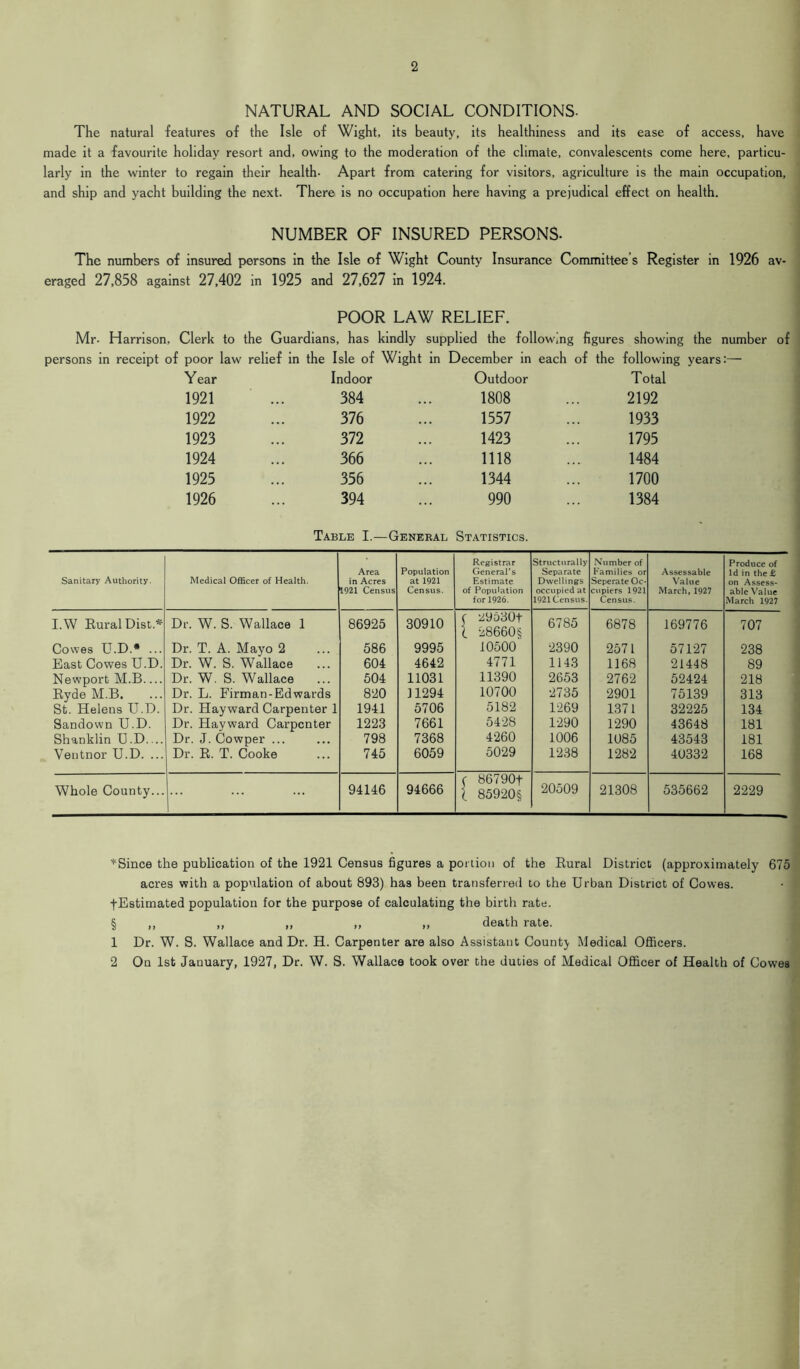 2
NATURAL AND SOCIAL CONDITIONS.
The natural features of the Isle of Wight, its beauty, its healthiness and its ease of access, have
made it a favourite holiday resort and, owing to the moderation of the climate, convalescents come here, particu-
larly in the winter to regain their health. Apart from catering for visitors, agriculture is the main occupation,
and ship and yacht building the next. There is no occupation here having a prejudical effect on health.
NUMBER OF INSURED PERSONS.
The numbers of insured persons in the Isle of Wight County Insurance Committee's Register in 1926 av-
eraged 27,858 against 27,402 in 1925 and 27,627 in 1924.
POOR LAW RELIEF.
Mr. Harrison, Clerk to the Guardians, has kindly supplied the following figures showing the number of
persons in receipt of poor law relief in the Isle of Wight in December in each of the following years:—
Year Indoor Outdoor Total
1921 ... 384 ... 1808 ... 2192
1922 ... 376 ... 1557 ... 1933
1923 ... 372 ... 1423 ... 1795
1924 ... 366 ... 1118 ... 1484
1925 ... 356 ... 1344 ... 1700
1926 ... 394 ... 990 ... 1384
TABLE I.—GENERAL STATISTICS.
Sanitary Authority. Medical Officer of Health. Area in Acres 1921 Census Population at 1921 Census. Registrar General's Estimate of Population for 1926. Structurally Separate Dwellings occupied at 1921 Census. Number of Families or Seperate Oc-cupiers 1921 Census. Assessable Value March, 1927 Produce of 1d in the £ on Assess-able Value March 1927
I.W Rural Dist.* Dr. W. S. Wallace 1 86925 30910 { 29530† 28660§ 6785 6878 169776 707
Cowes U.D.* ... Dr. T. A. Mayo 2 ... 586 9995 10500 2390 2571 57127 238
East Cowes U.D. Dr. W. S. Wallace ... 604 4642 4771 1143 1168 21448 89
Newport M.B.... Dr. W. S. Wallace ... 504 11031 11390 2653 2762 52424 218
Ryde M.B. ... Dr. L. Firman-Edwards 820 11294 10700 2735 2901 75139 313
St. Helens U.D. Dr. Hayward Carpenter 1 1941 5706 5182 1269 1371 32225 134
Sandown U.D. Dr. Hayward Carpenter 1223 7661 5428 1290 1290 43648 181
Shanklin U.D.... Dr. J. Cowper ... ... 798 7368 4260 1006 1085 43543 181
Ventnor U.D. ... Dr. R. T. Cooke ... 745 6059 5029 1238 1282 40332 168
Whole County... ... ... ... 94146 94666 { 86790† 85920§ 20509 21308 535662 2229
*Since the publication of the 1921 Census figures a portion of the Rural District (approximately 675
acres with a population of about 893) has been transferred to the Urban District of Cowes.
†Estimated population for the purpose of calculating the birth rate.
§ ,, ,, ,, ,, ,, death rate.
1 Dr. W. S. Wallace and Dr. H. Carpenter are also Assistant County Medical Officers.
2 On 1st January, 1927, Dr. W. S. Wallace took over the duties of Medical Officer of Health of Cowes